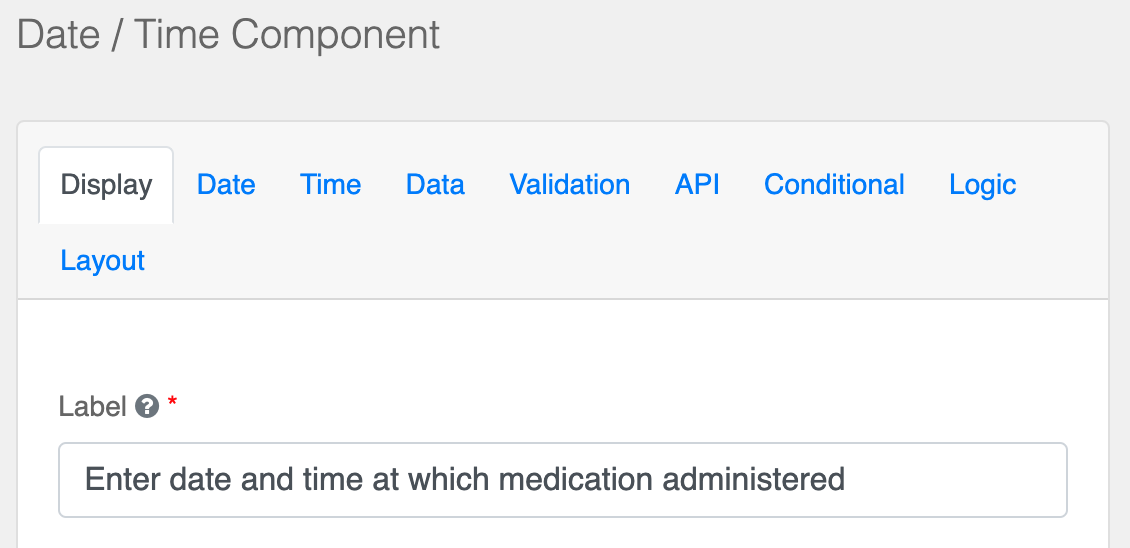 Date / Time Component
Display Date Time Data Validation API Conditional Logic
Layout
Label ? *
Enter date and time at which medication administered